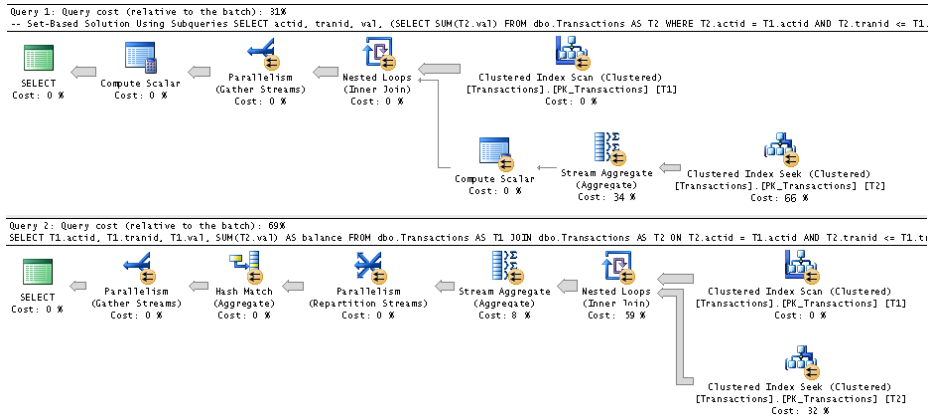 Query 1: Query cost (relative to the batch): 31%
-- Set-Based Solution Using Subqueries SELECT actid, tranid, val, (SELECT SUM(T2.val) FROM dbo.Transactions AS T2 WHERE T2.actid = T1.actid AND T2.tranid <= T1.
SELECT
Cost: 0 %
Compute Scalar
Cost: 0 %
Parallelism
(Gather Streams)
Cost: 0 %
Nested Loops
(Inner Join)
Cost: 0 %
Clustered Index Scan (Clustered)
[Transactions].[PK_Transactions] [T1]
Cost: 0 %
Compute Scalar
Cost: 0 %
Stream Aggregate
(Aggregate)
Cost: 34 %
Clustered Index Seek (Clustered)
[Transactions].[PK_Transactions] [T2]
Cost: 66 %
Query 2: Query cost (relative to the batch): 69%
SELECT T1.actid, T1.tranid, T1.val, SUM(T2.val) AS balance FROM dbo.Transactions AS T1 JOIN dbo.Transactions AS T2 ON T2.actid = T1.actid AND T2.tranid <= T1.tr
SELECT
Cost: 0 %
Parallelism
(Gather Streams)
Cost: 0 %
Hash Match
(Aggregate)
Cost: 0 %
Parallelism
(Repartition Streams)
Cost: 0 %
Stream Aggregate
(Aggregate)
Cost: 8 %
Nested Loops
(Inner Join)
Cost: 59 %
Clustered Index Scan (Clustered)
[Transactions].[PK_Transactions] [T1]
Cost: 0 %
Clustered Index Seek (Clustered)
[Transactions].[PK_Transactions] [T2]
Cost: 32 %